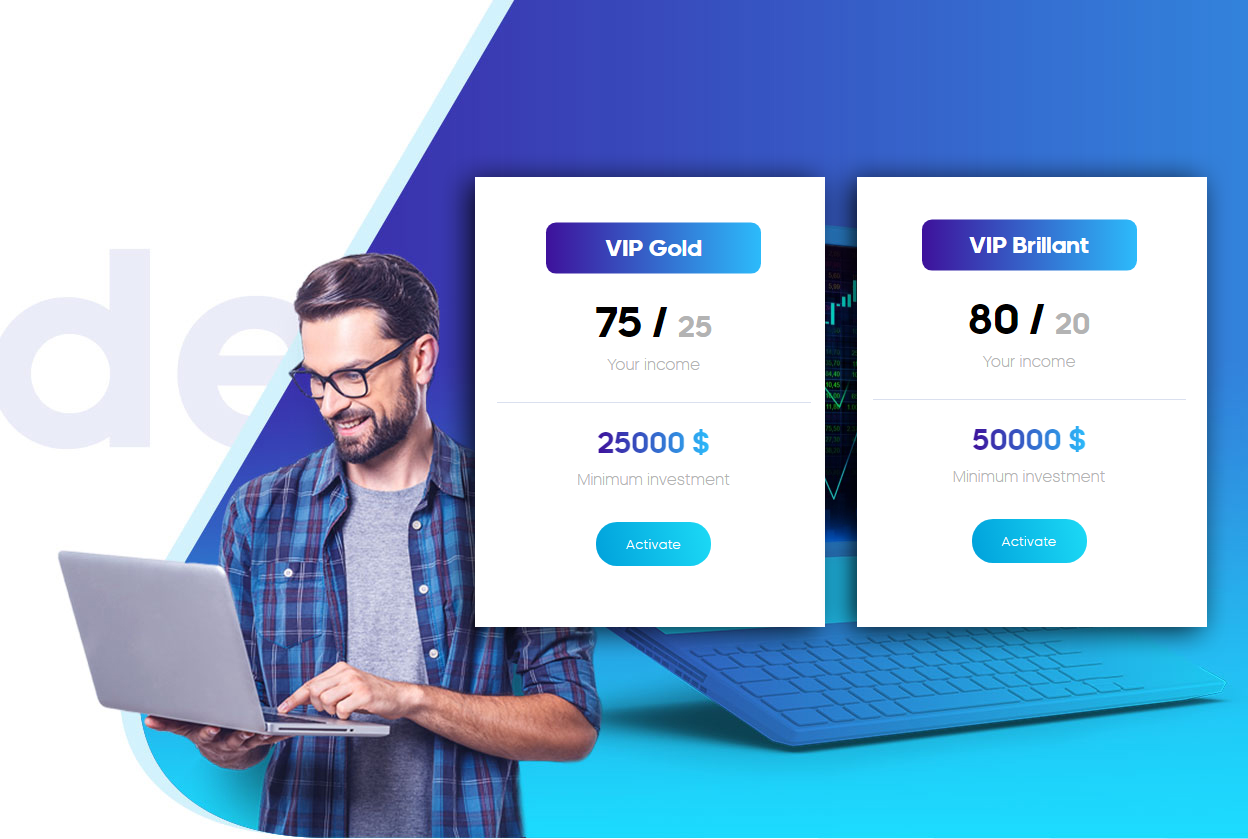 de
VIP Gold
75 / 25
Your income
25000 $
Minimum investment
Activate
VIP Brillant
80 / 20
Your income
50000 $
Minimum investment
Activate